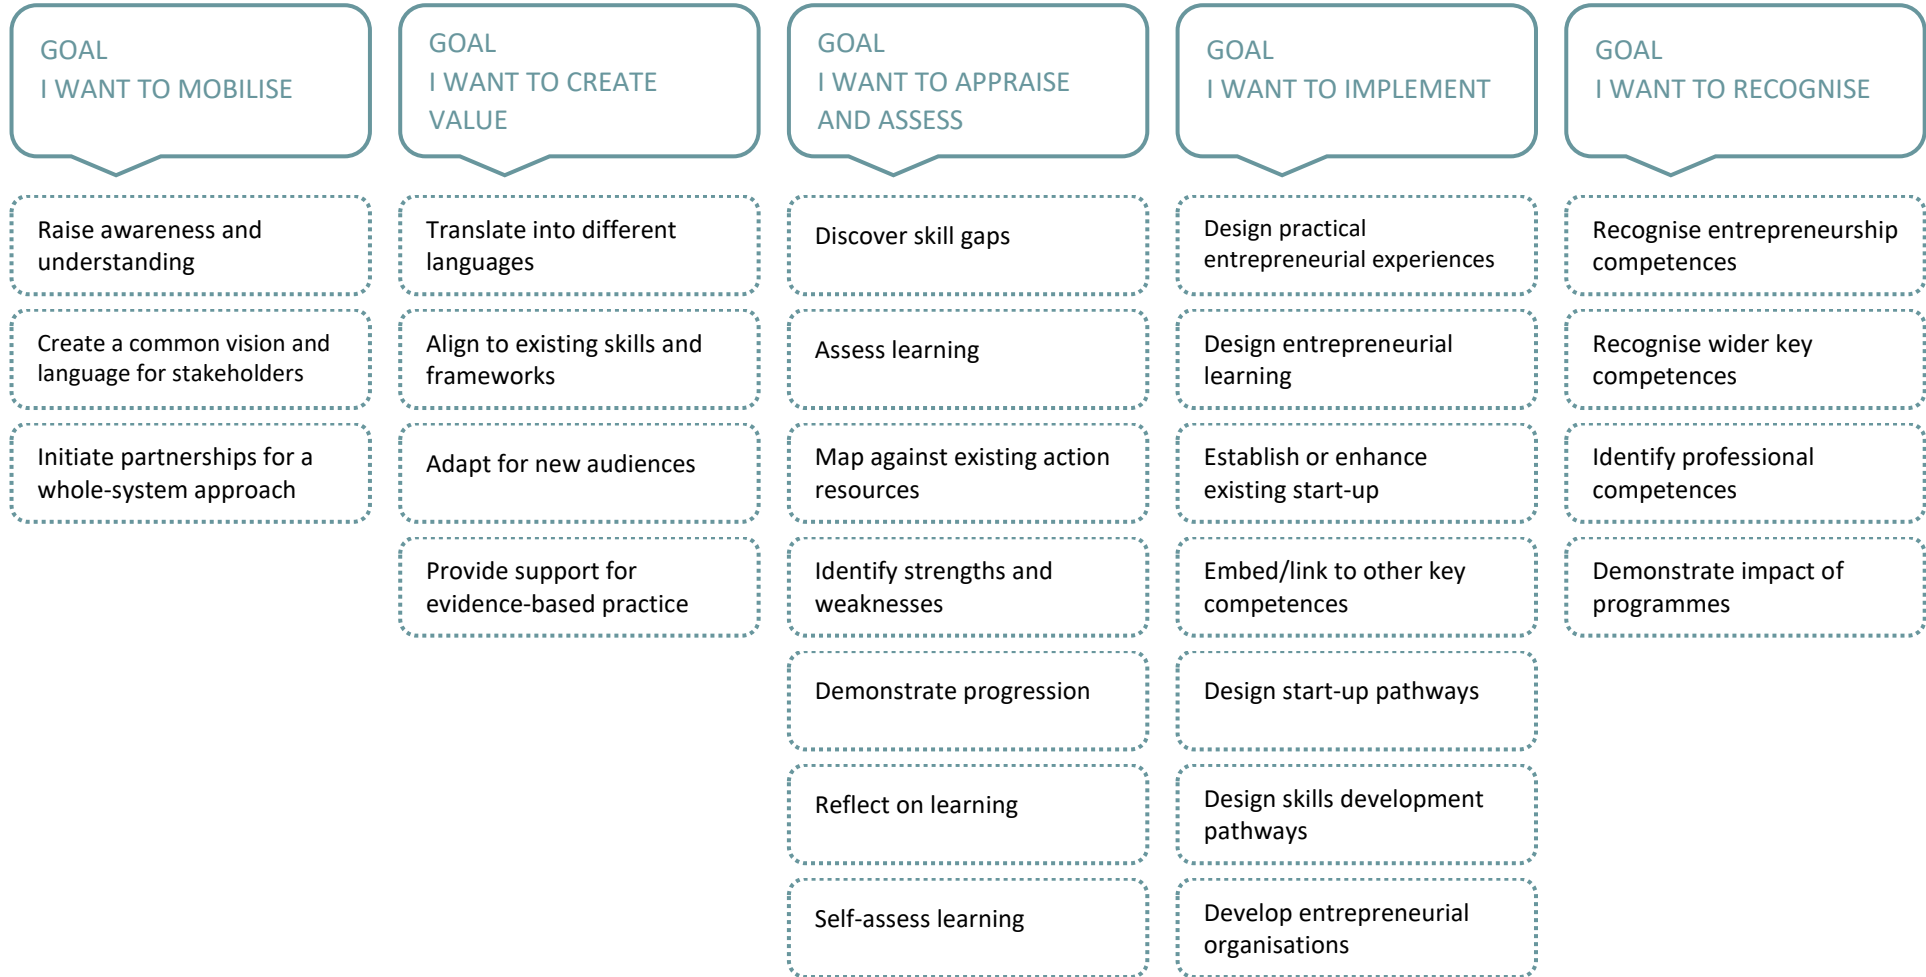 GOAL
I WANT TO MOBILISE
Raise awareness and
understanding
Create a common vision and
language for stakeholders
Initiate partnerships for a
whole-system approach
GOAL
I WANT TO CREATE
VALUE
Translate into different
languages
Align to existing skills and
frameworks
Adapt for new audiences
Provide support for
evidence-based practice
GOAL
I WANT TO APPRAISE
AND ASSESS
Discover skill gaps
Assess learning
Map against existing action
resources
Identify strengths and
weaknesses
Demonstrate progression
Reflect on learning
Self-assess learning
GOAL
I WANT TO IMPLEMENT
Design practical
entrepreneurial experiences
Design entrepreneurial
learning
Establish or enhance
existing start-up
Embed/link to other key
competences
Design start-up pathways
Design skills development
pathways
Develop entrepreneurial
organisations
GOAL
I WANT TO RECOGNISE
Recognise entrepreneurship
competences
Recognise wider key
competences
Identify professional
competences
Demonstrate impact of
programmes